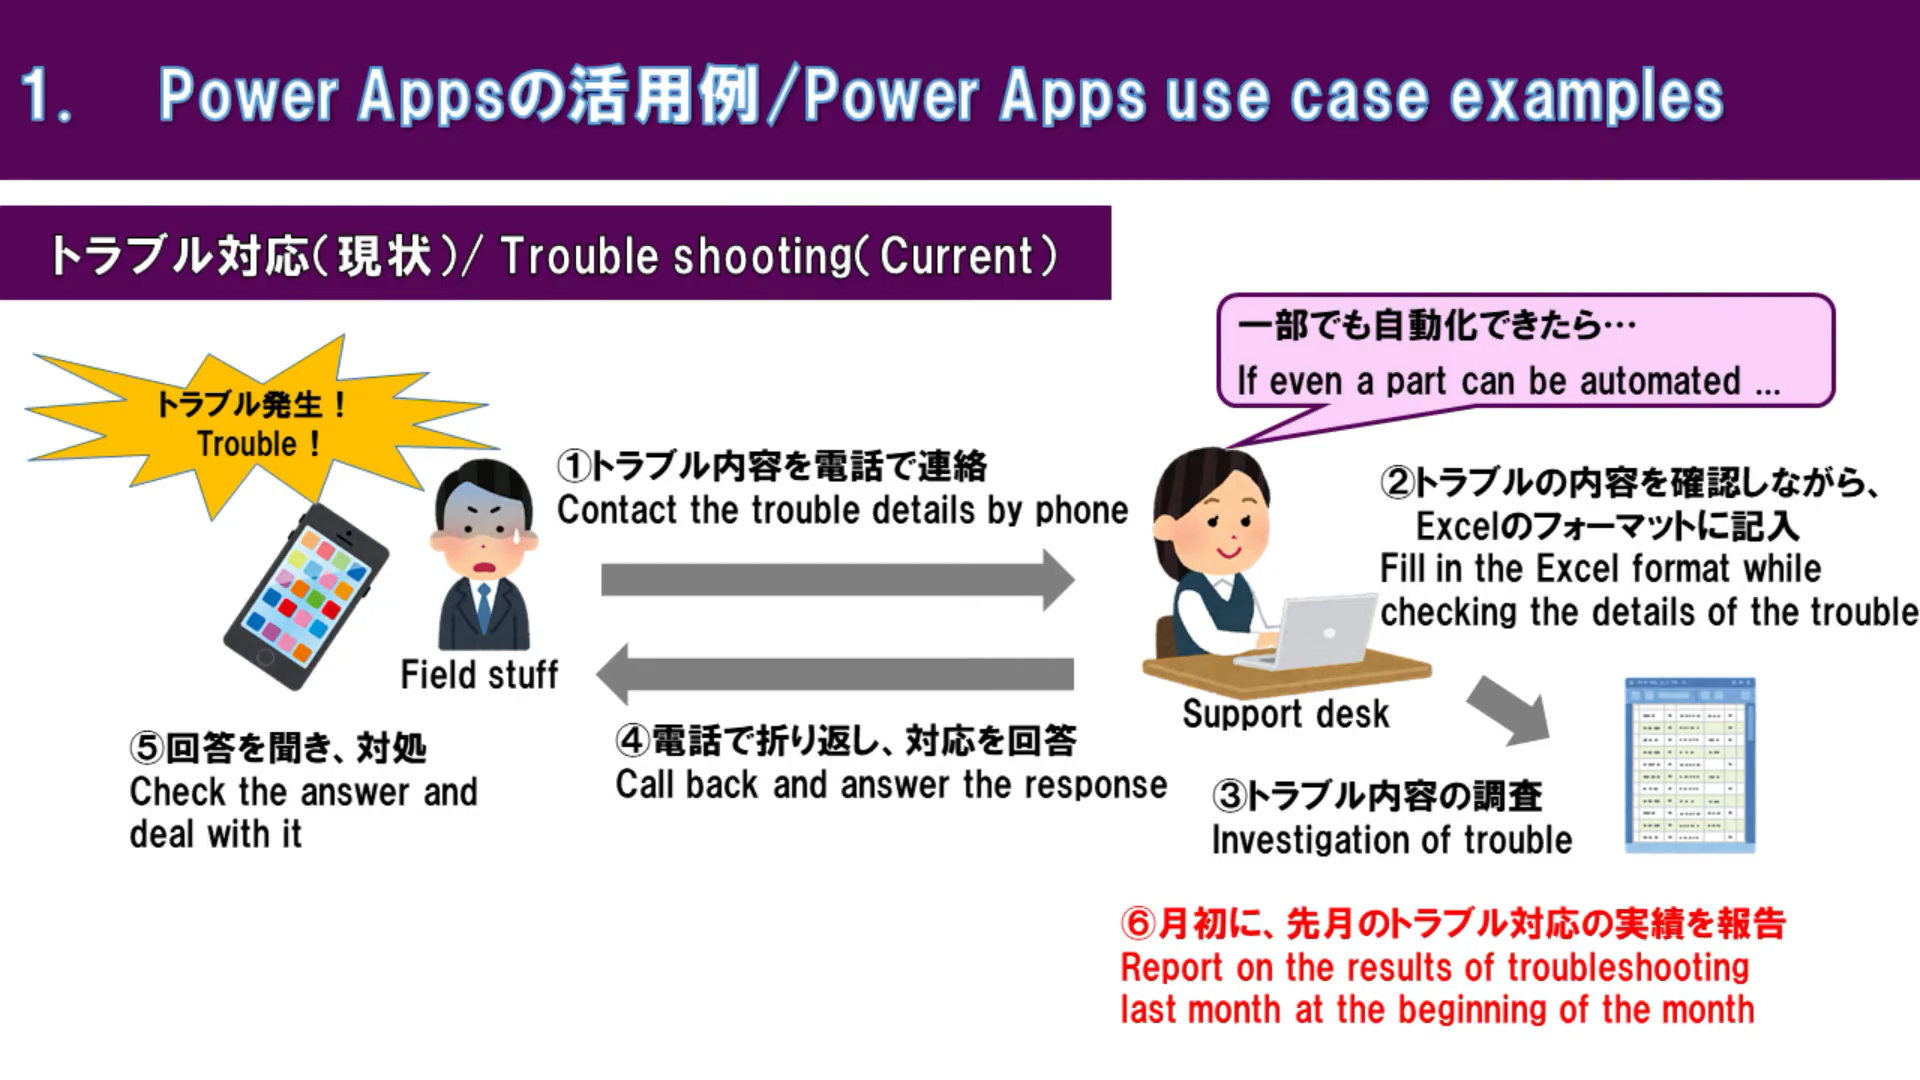 1. Power Appsの活用例/Power Apps use case examples
トラブル対応(現状)/ Trouble shooting(Current)
一部でも自動化できたら…
If even a part can be automated ...
トラブル発生！
Trouble！
①トラブル内容を電話で連絡
Contact the trouble details by phone
②トラブルの内容を確認しながら、
Excelのフォーマットに記入
Fill in the Excel format while
checking the details of the trouble
Field stuff
Support desk
⑤回答を聞き、対処
Check the answer and
deal with it
④電話で折り返し、対応を回答
Call back and answer the response
③トラブル内容の調査
Investigation of trouble
⑥月初に、先月のトラブル対応の実績を報告
Report on the results of troubleshooting
last month at the beginning of the month